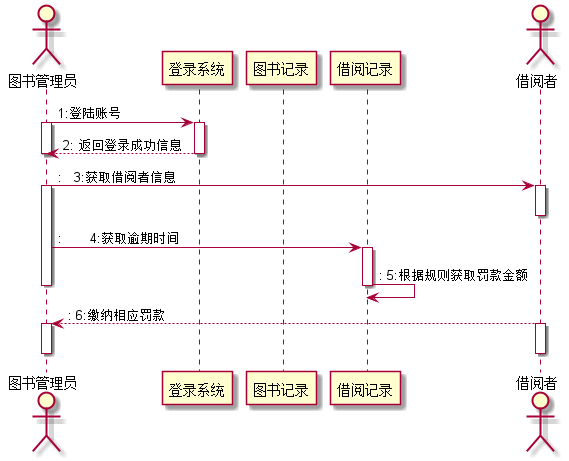 图书管理员
登录系统
图书记录
借阅记录
借阅者
1:登陆账号
2: 返回登录成功信息
: 3:获取借阅者信息
: 4:获取逾期时间
: 5:根据规则获取罚款金额
: 6:缴纳相应罚款
图书管理员
登录系统
图书记录
借阅记录
借阅者